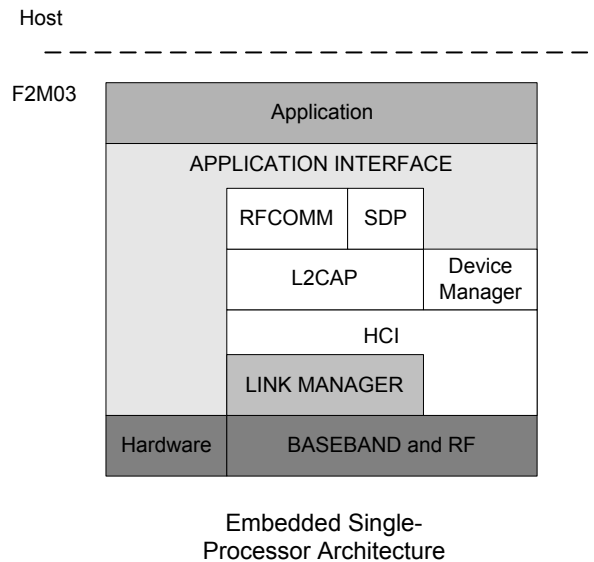 Host
F2M03
Application
APPLICATION INTERFACE
RFCOMM
SDP
L2CAP
Device
Manager
HCI
LINK MANAGER
Hardware
BASEBAND and RF
Embedded Single-
Processor Architecture